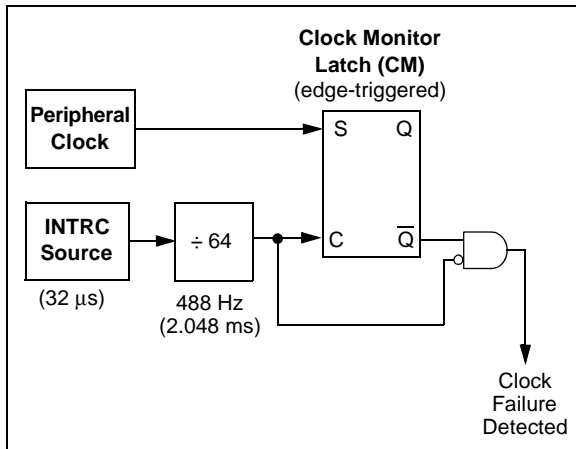 Clock Monitor
Latch (CM)
(edge-triggered)
Peripheral
Clock
S
Q
INTRC
Source
÷ 64
C
Q̅
(32 μs)
488 Hz
(2.048 ms)
Clock
Failure
Detected